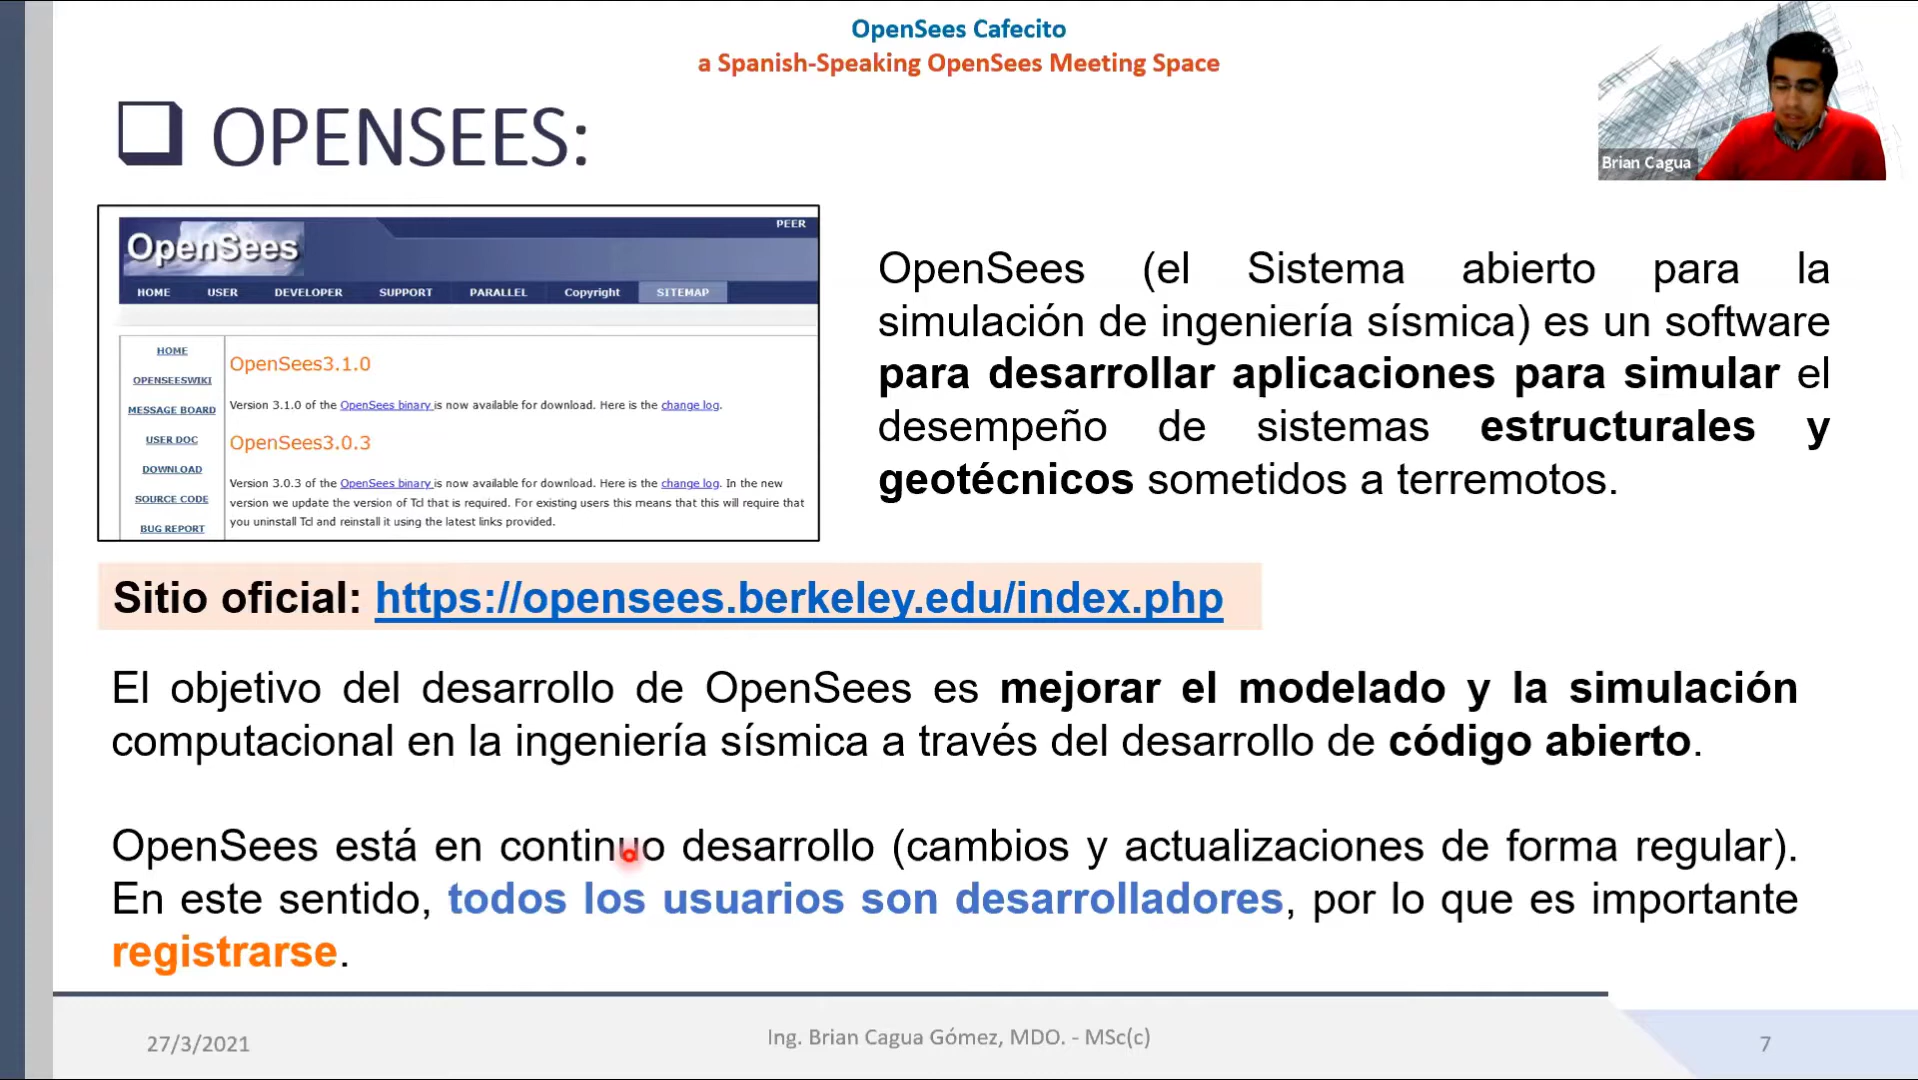 OpenSees Cafecito
a Spanish-Speaking OpenSees Meeting Space
OPENSEES:
Brian Cagua
PEER
OpenSees
HOME USER DEVELOPER SUPPORT PARALLEL Copyright SITEMAP
HOME
OPENSEESWIKI
MESSAGE BOARD
USER DOC
DOWNLOAD
SOURCE CODE
BUG REPORT
OpenSees3.1.0
Version 3.1.0 of the OpenSees binary is now available for download. Here is the change log.
OpenSees3.0.3
Version 3.0.3 of the OpenSees binary is now available for download. Here is the change log. In the new
version we update the version of Tcl that is required. For existing users this means that this will require that
you uninstall Tcl and reinstall it using the latest links provided.
OpenSees (el Sistema abierto para la
simulación de ingeniería sísmica) es un software
para desarrollar aplicaciones para simular el
desempeño de sistemas estructurales y
geotécnicos sometidos a terremotos.
Sitio oficial: https://opensees.berkeley.edu/index.php
El objetivo del desarrollo de OpenSees es mejorar el modelado y la simulación
computacional en la ingeniería sísmica a través del desarrollo de código abierto.
OpenSees está en continuo desarrollo (cambios y actualizaciones de forma regular).
En este sentido, todos los usuarios son desarrolladores, por lo que es importante
registrarse.
27/3/2021
Ing. Brian Cagua Gómez, MDO. - MSc(c)
7